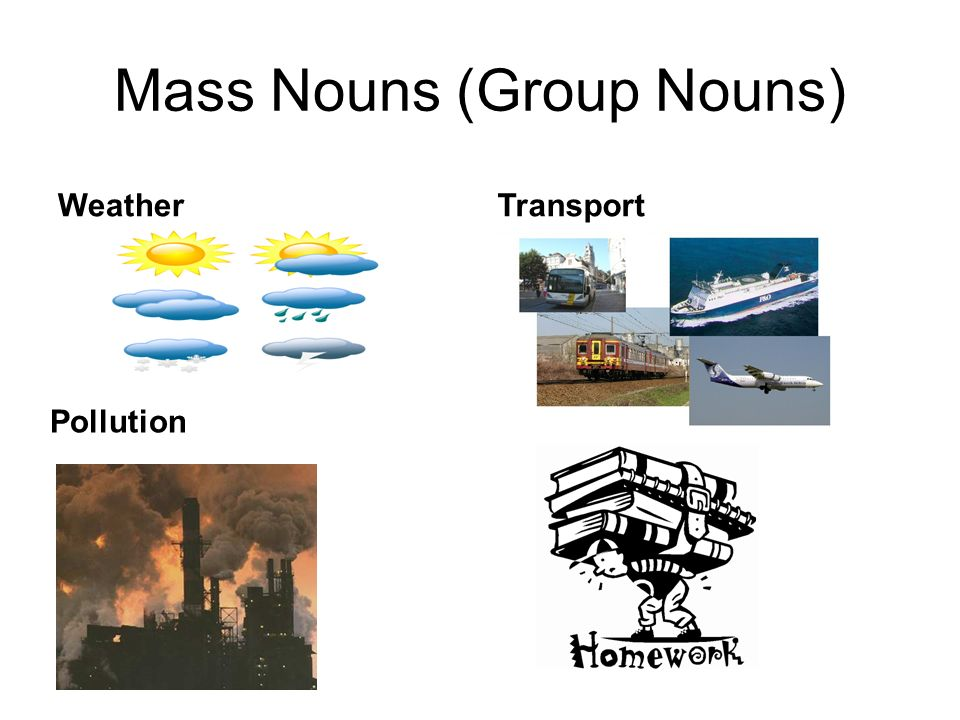 Mass Nouns (Group Nouns)
Weather
Transport
P&O
Pollution
Homework